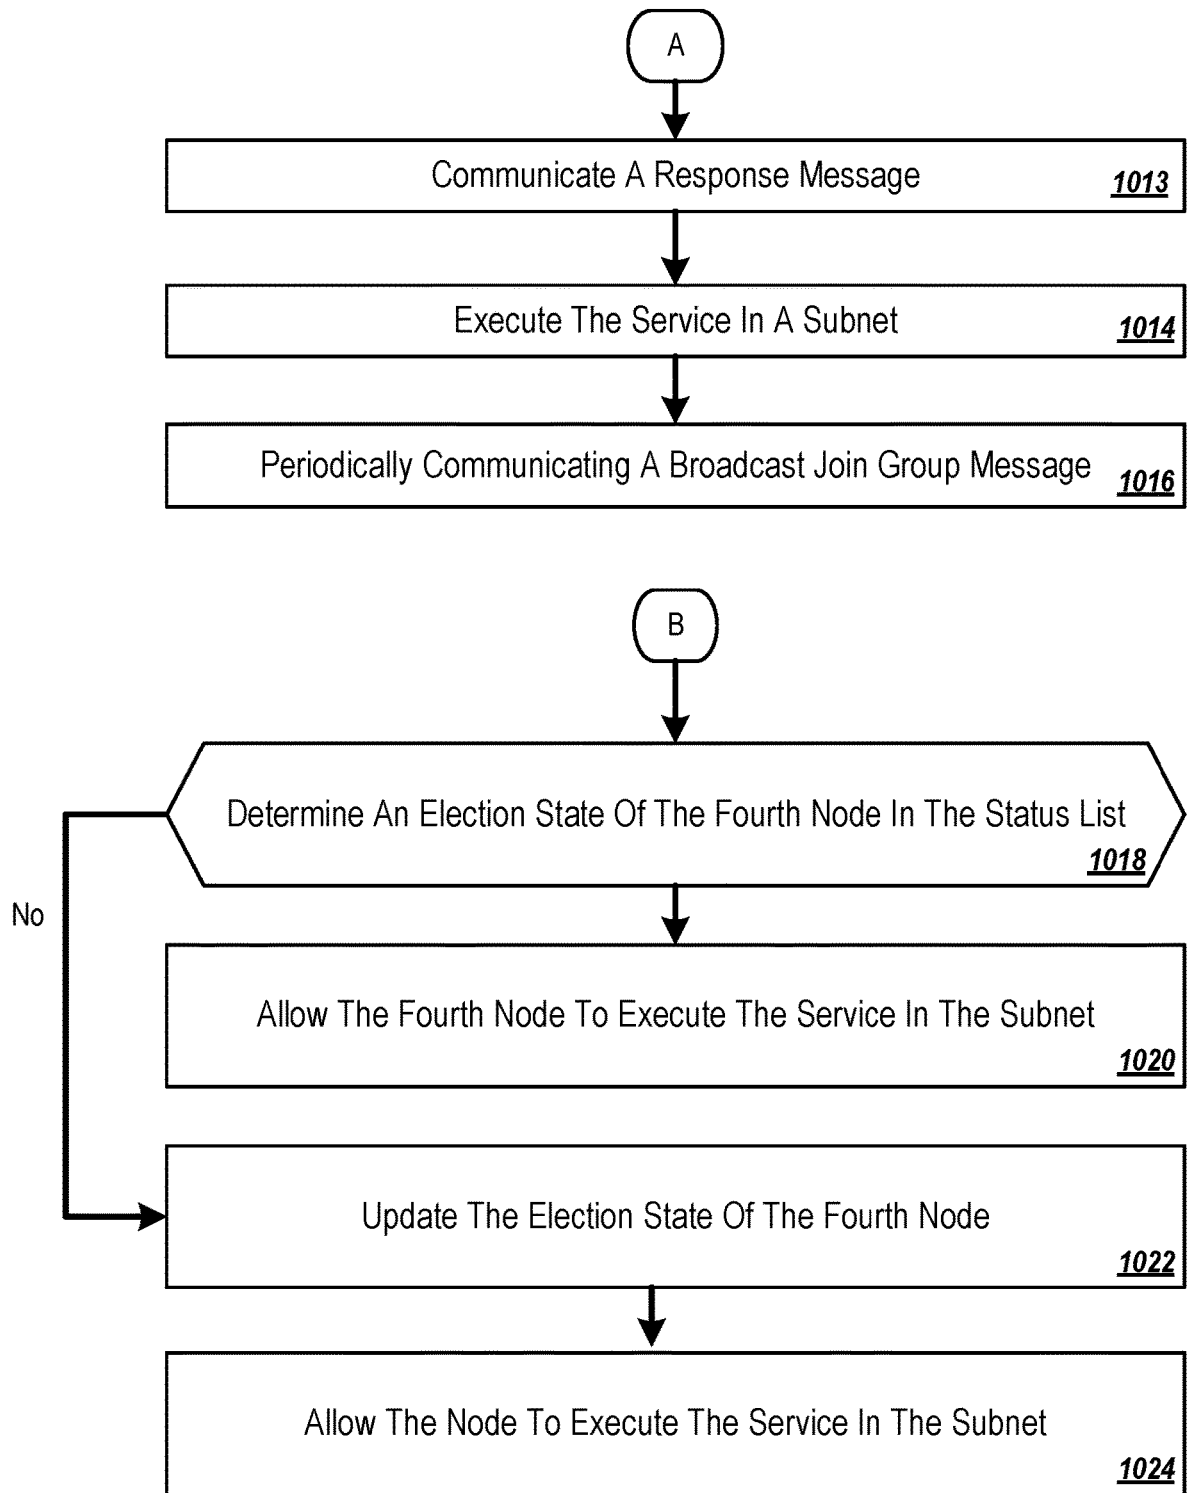 A
Communicate A Response Message
1013
Execute The Service In A Subnet
1014
Periodically Communicating A Broadcast Join Group Message
1016
B
Determine An Election State Of The Fourth Node In The Status List
1018
No
Allow The Fourth Node To Execute The Service In The Subnet
1020
Update The Election State Of The Fourth Node
1022
Allow The Node To Execute The Service In The Subnet
1024